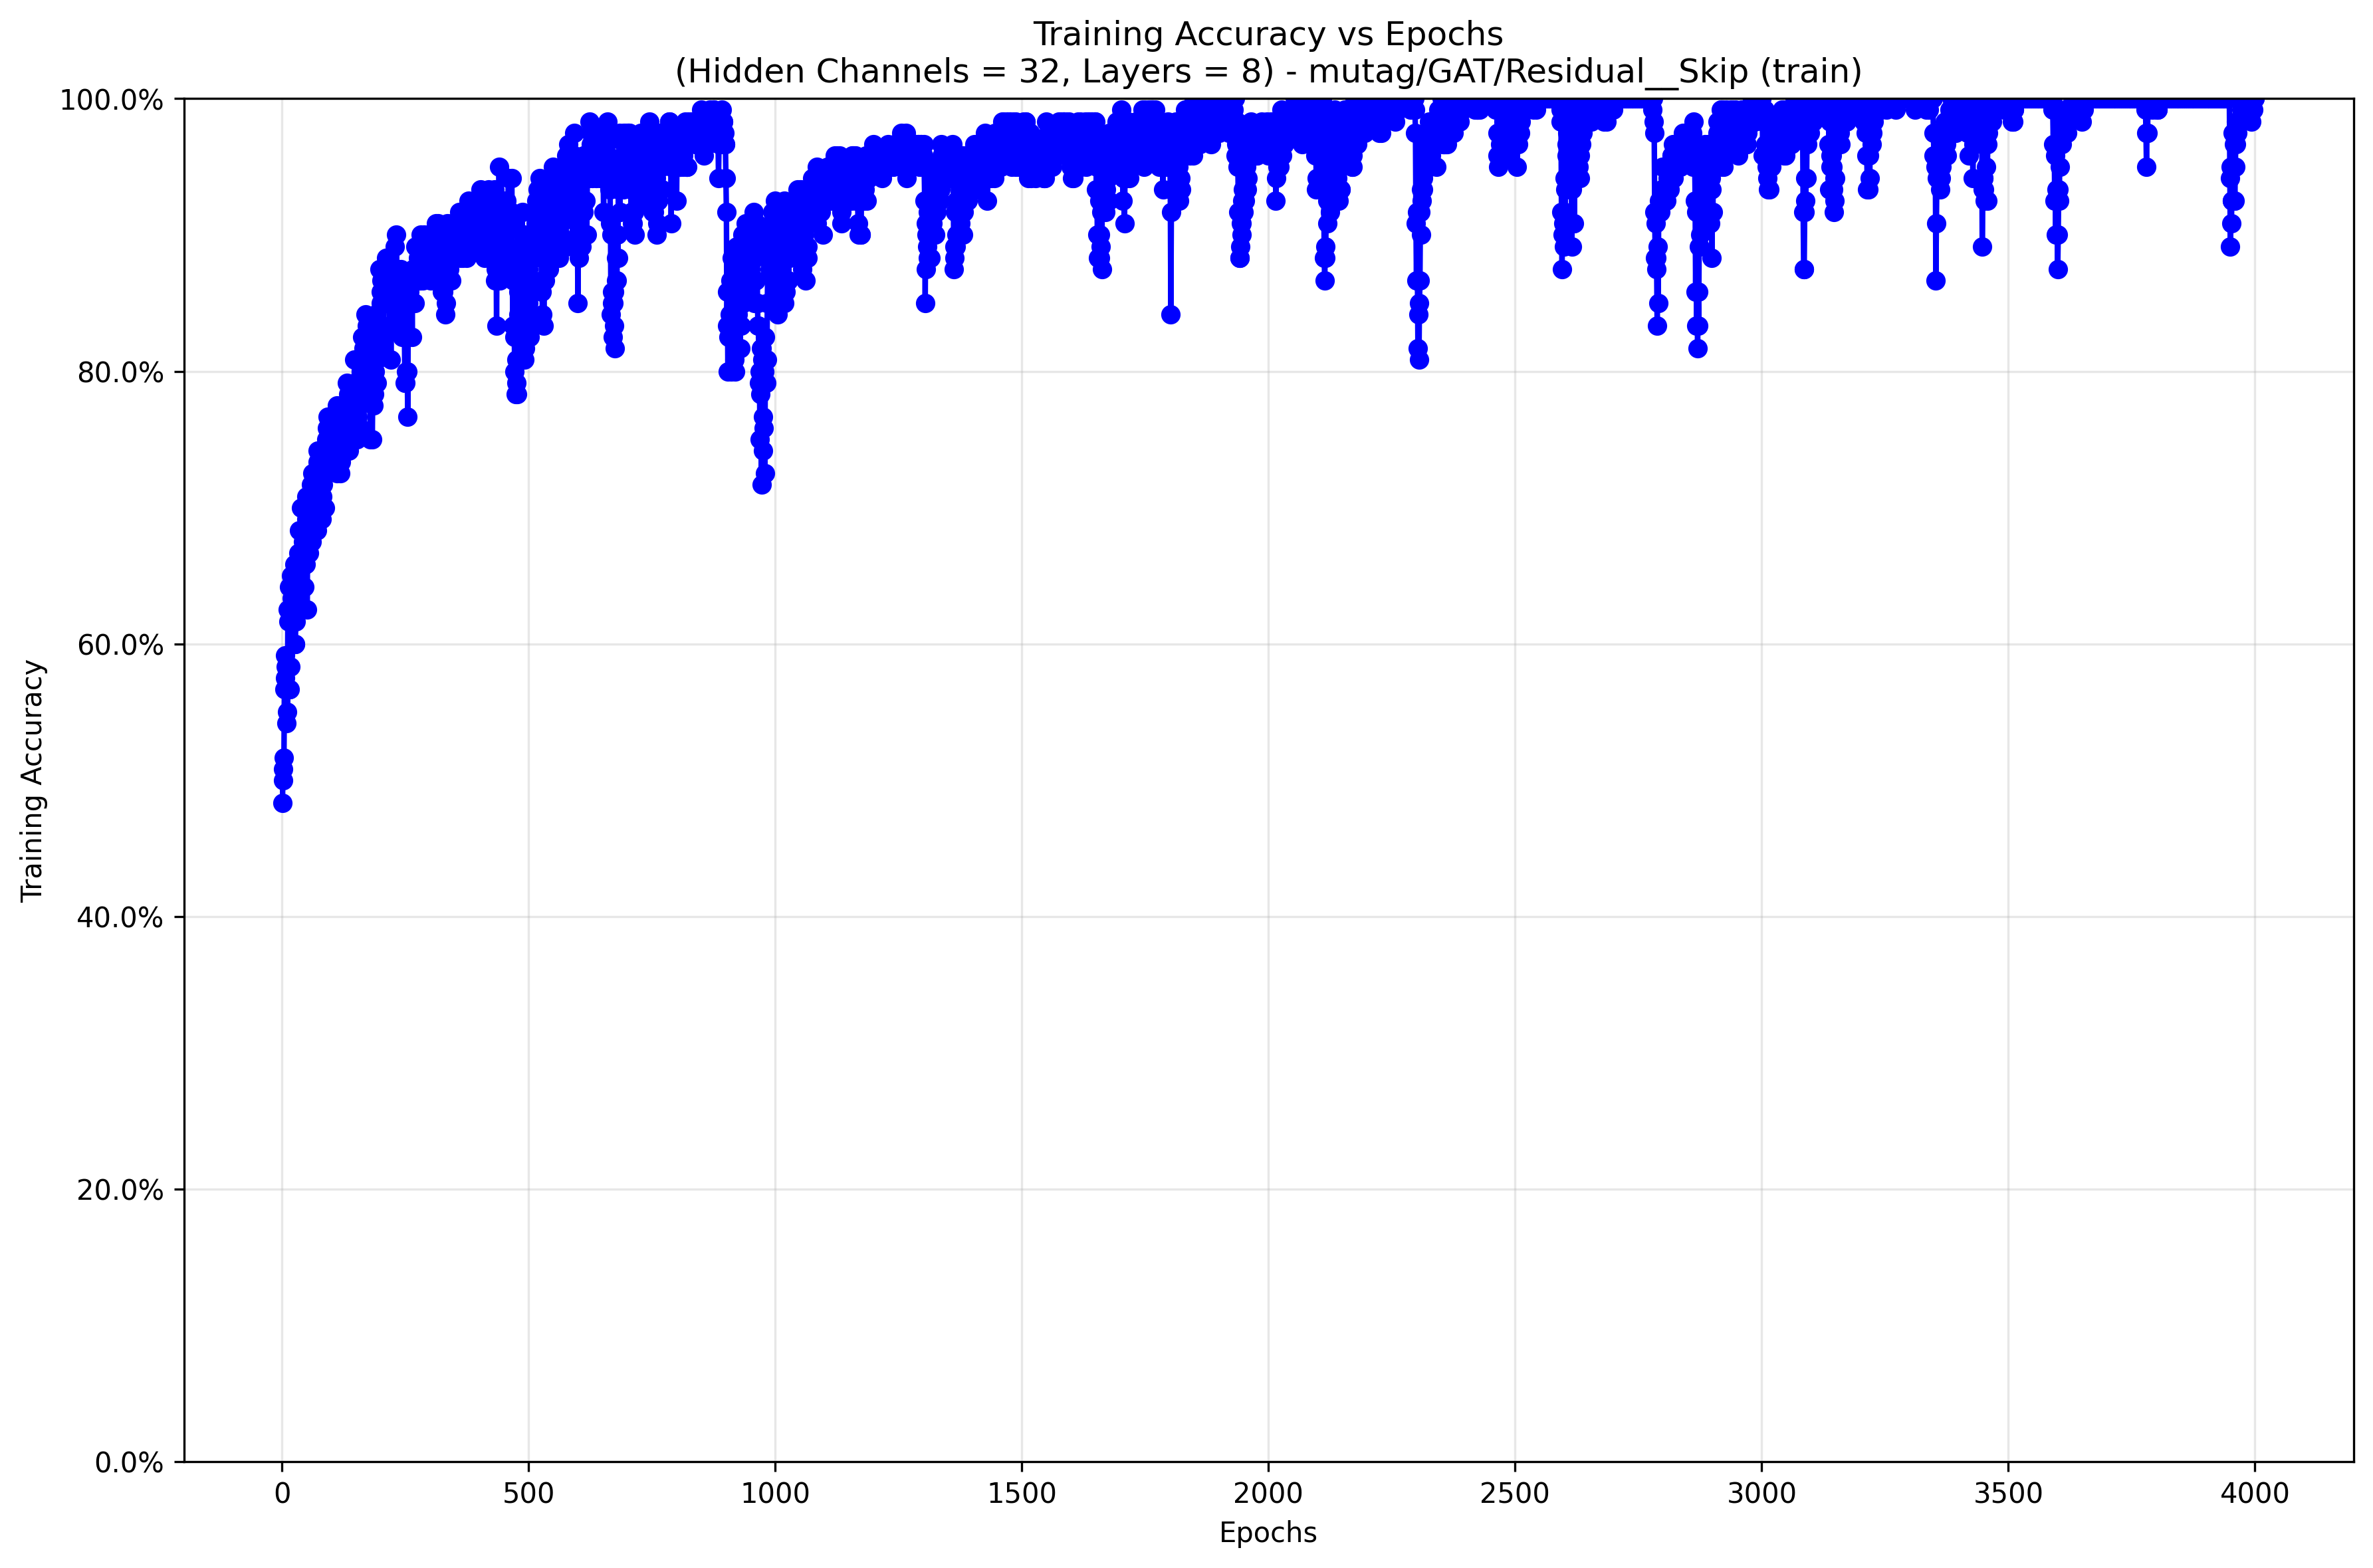 Training Accuracy vs Epochs
(Hidden Channels = 32, Layers = 8) - mutag/GAT/Residual__Skip (train)
100.0%
80.0%
60.0%
40.0%
20.0%
0.0%
Training Accuracy
0 500 1000 1500 2000 2500 3000 3500 4000
Epochs